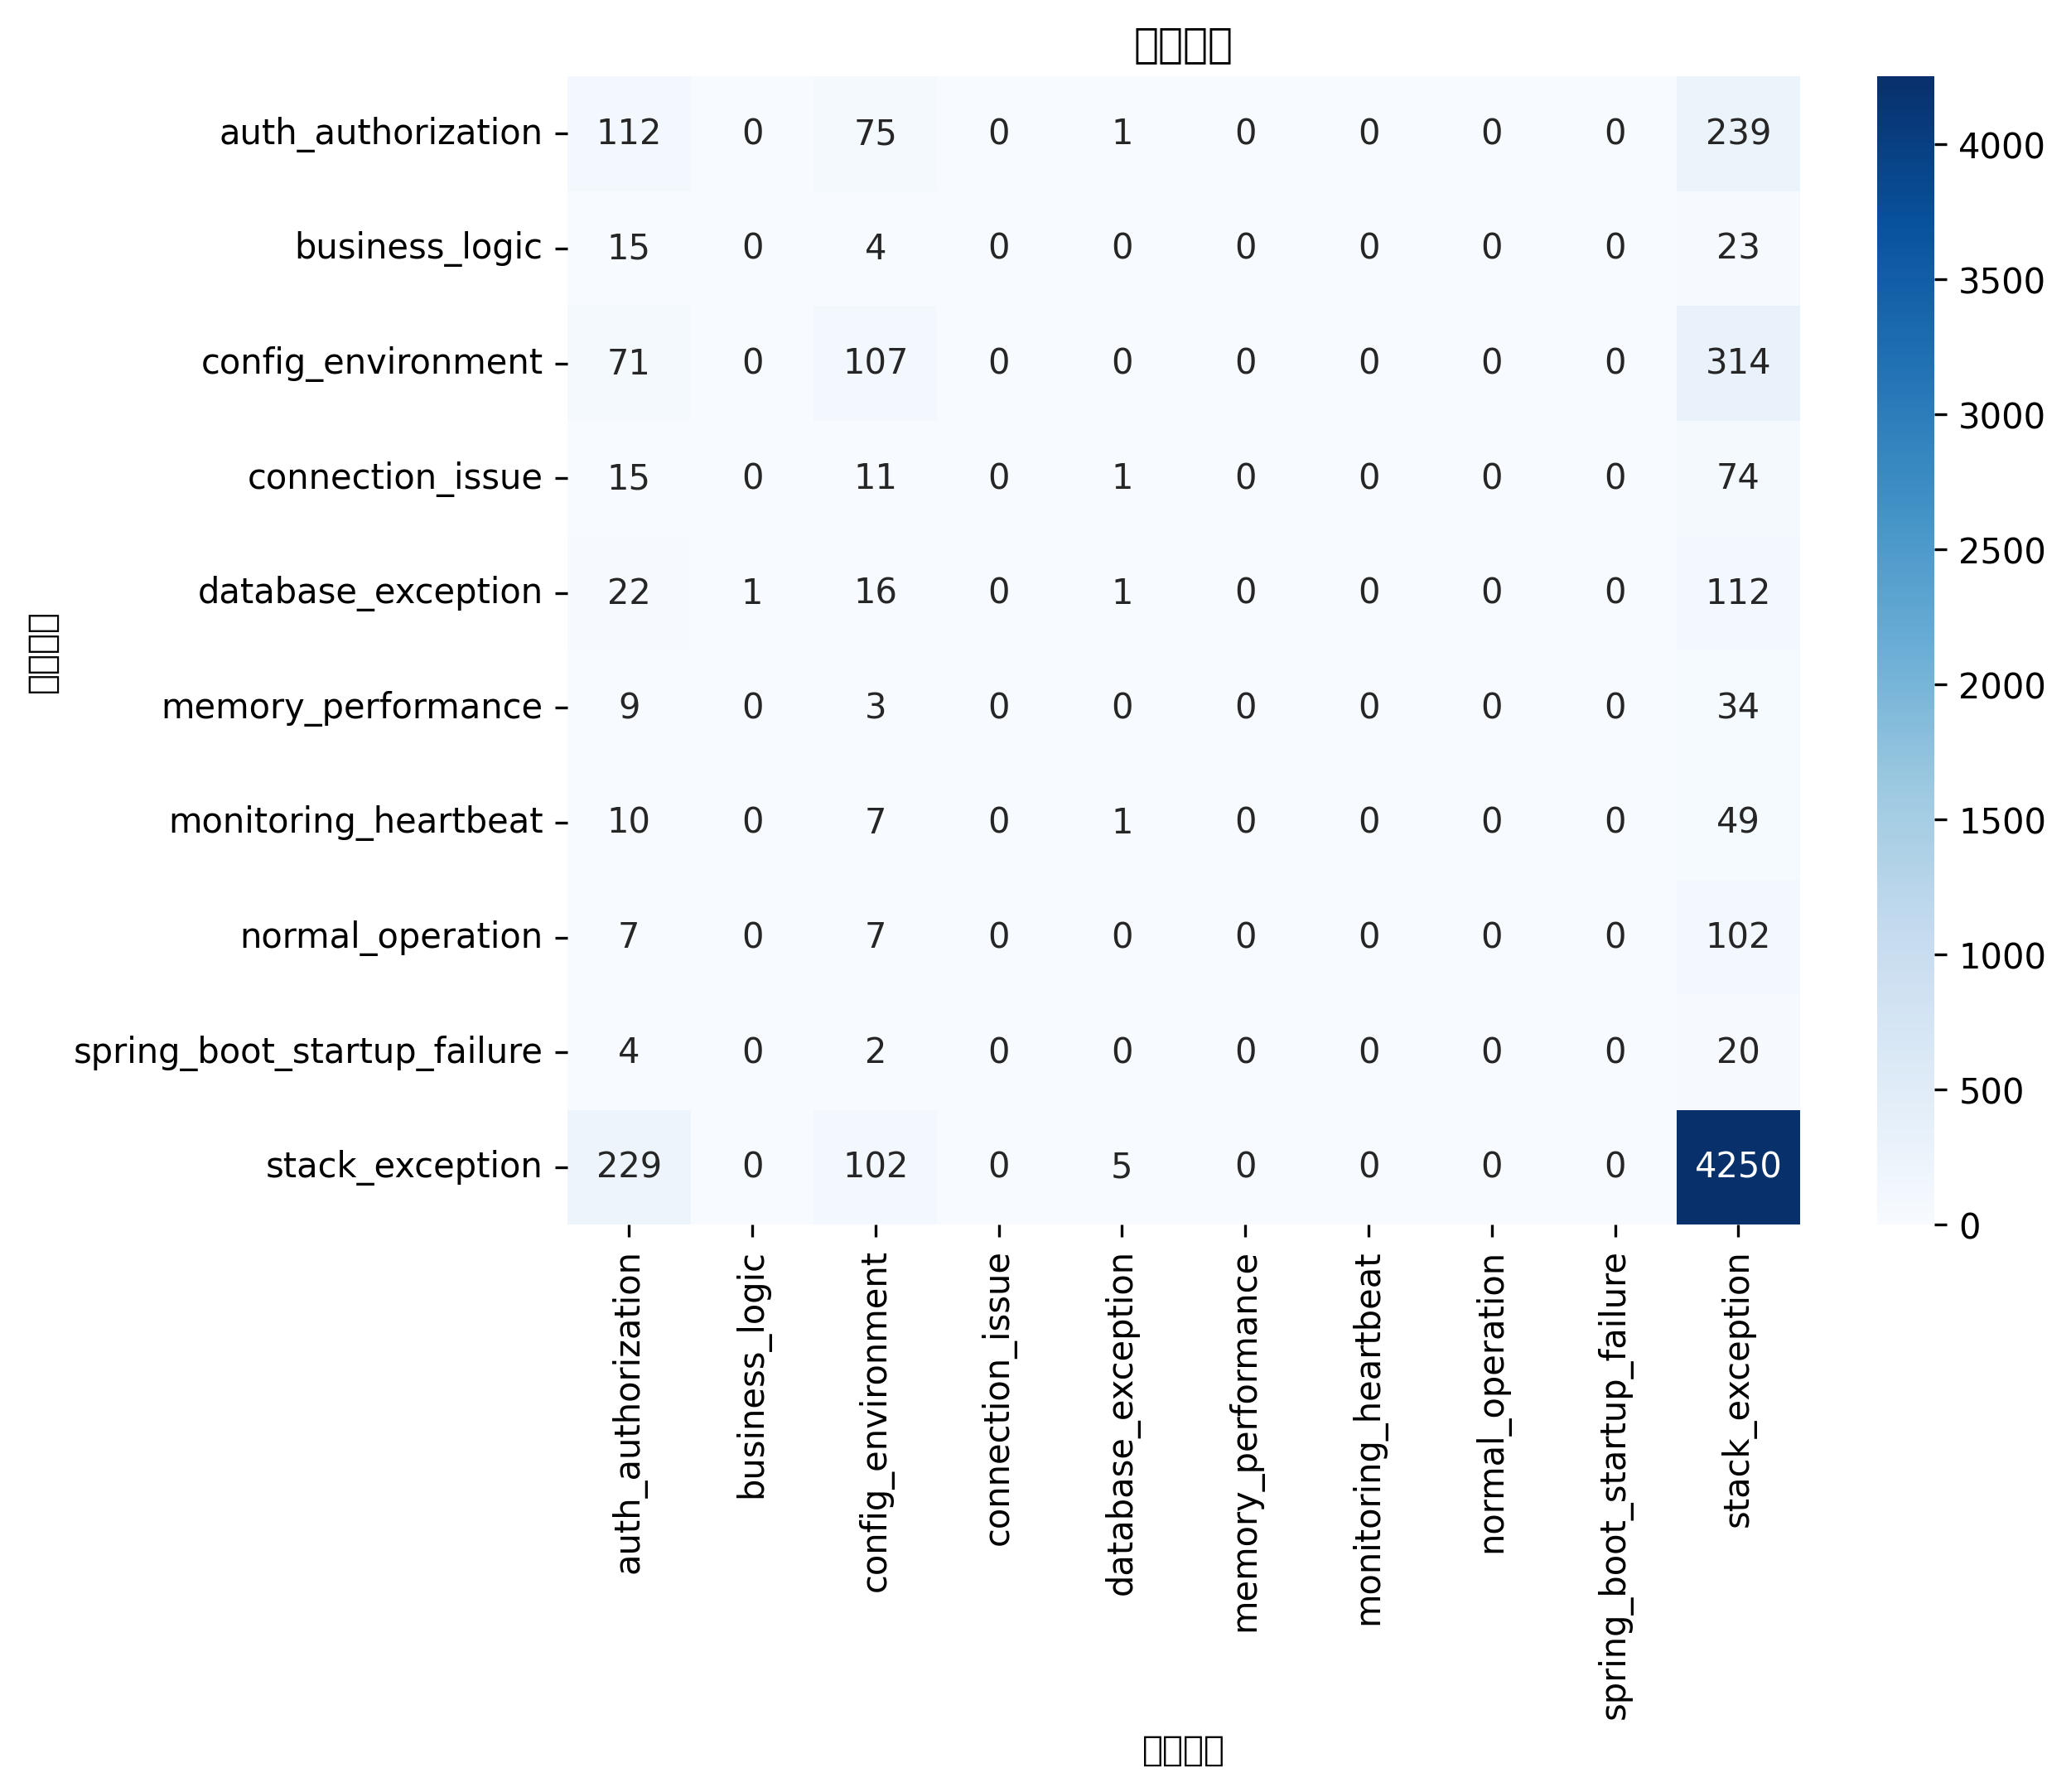 auth_authorization 112 0 75 0 1 0 0 0 0 239
business_logic 15 0 4 0 0 0 0 0 0 23
config_environment 71 0 107 0 0 0 0 0 0 314
connection_issue 15 0 11 0 1 0 0 0 0 74
database_exception 22 1 16 0 1 0 0 0 0 112
memory_performance 9 0 3 0 0 0 0 0 0 34
monitoring_heartbeat 10 0 7 0 1 0 0 0 0 49
normal_operation 7 0 7 0 0 0 0 0 0 102
spring_boot_startup_failure 4 0 2 0 0 0 0 0 0 20
stack_exception 229 0 102 0 5 0 0 0 0 4250
auth_authorization
business_logic
config_environment
connection_issue
database_exception
memory_performance
monitoring_heartbeat
normal_operation
spring_boot_startup_failure
stack_exception
4000
3500
3000
2500
2000
1500
1000
500
0